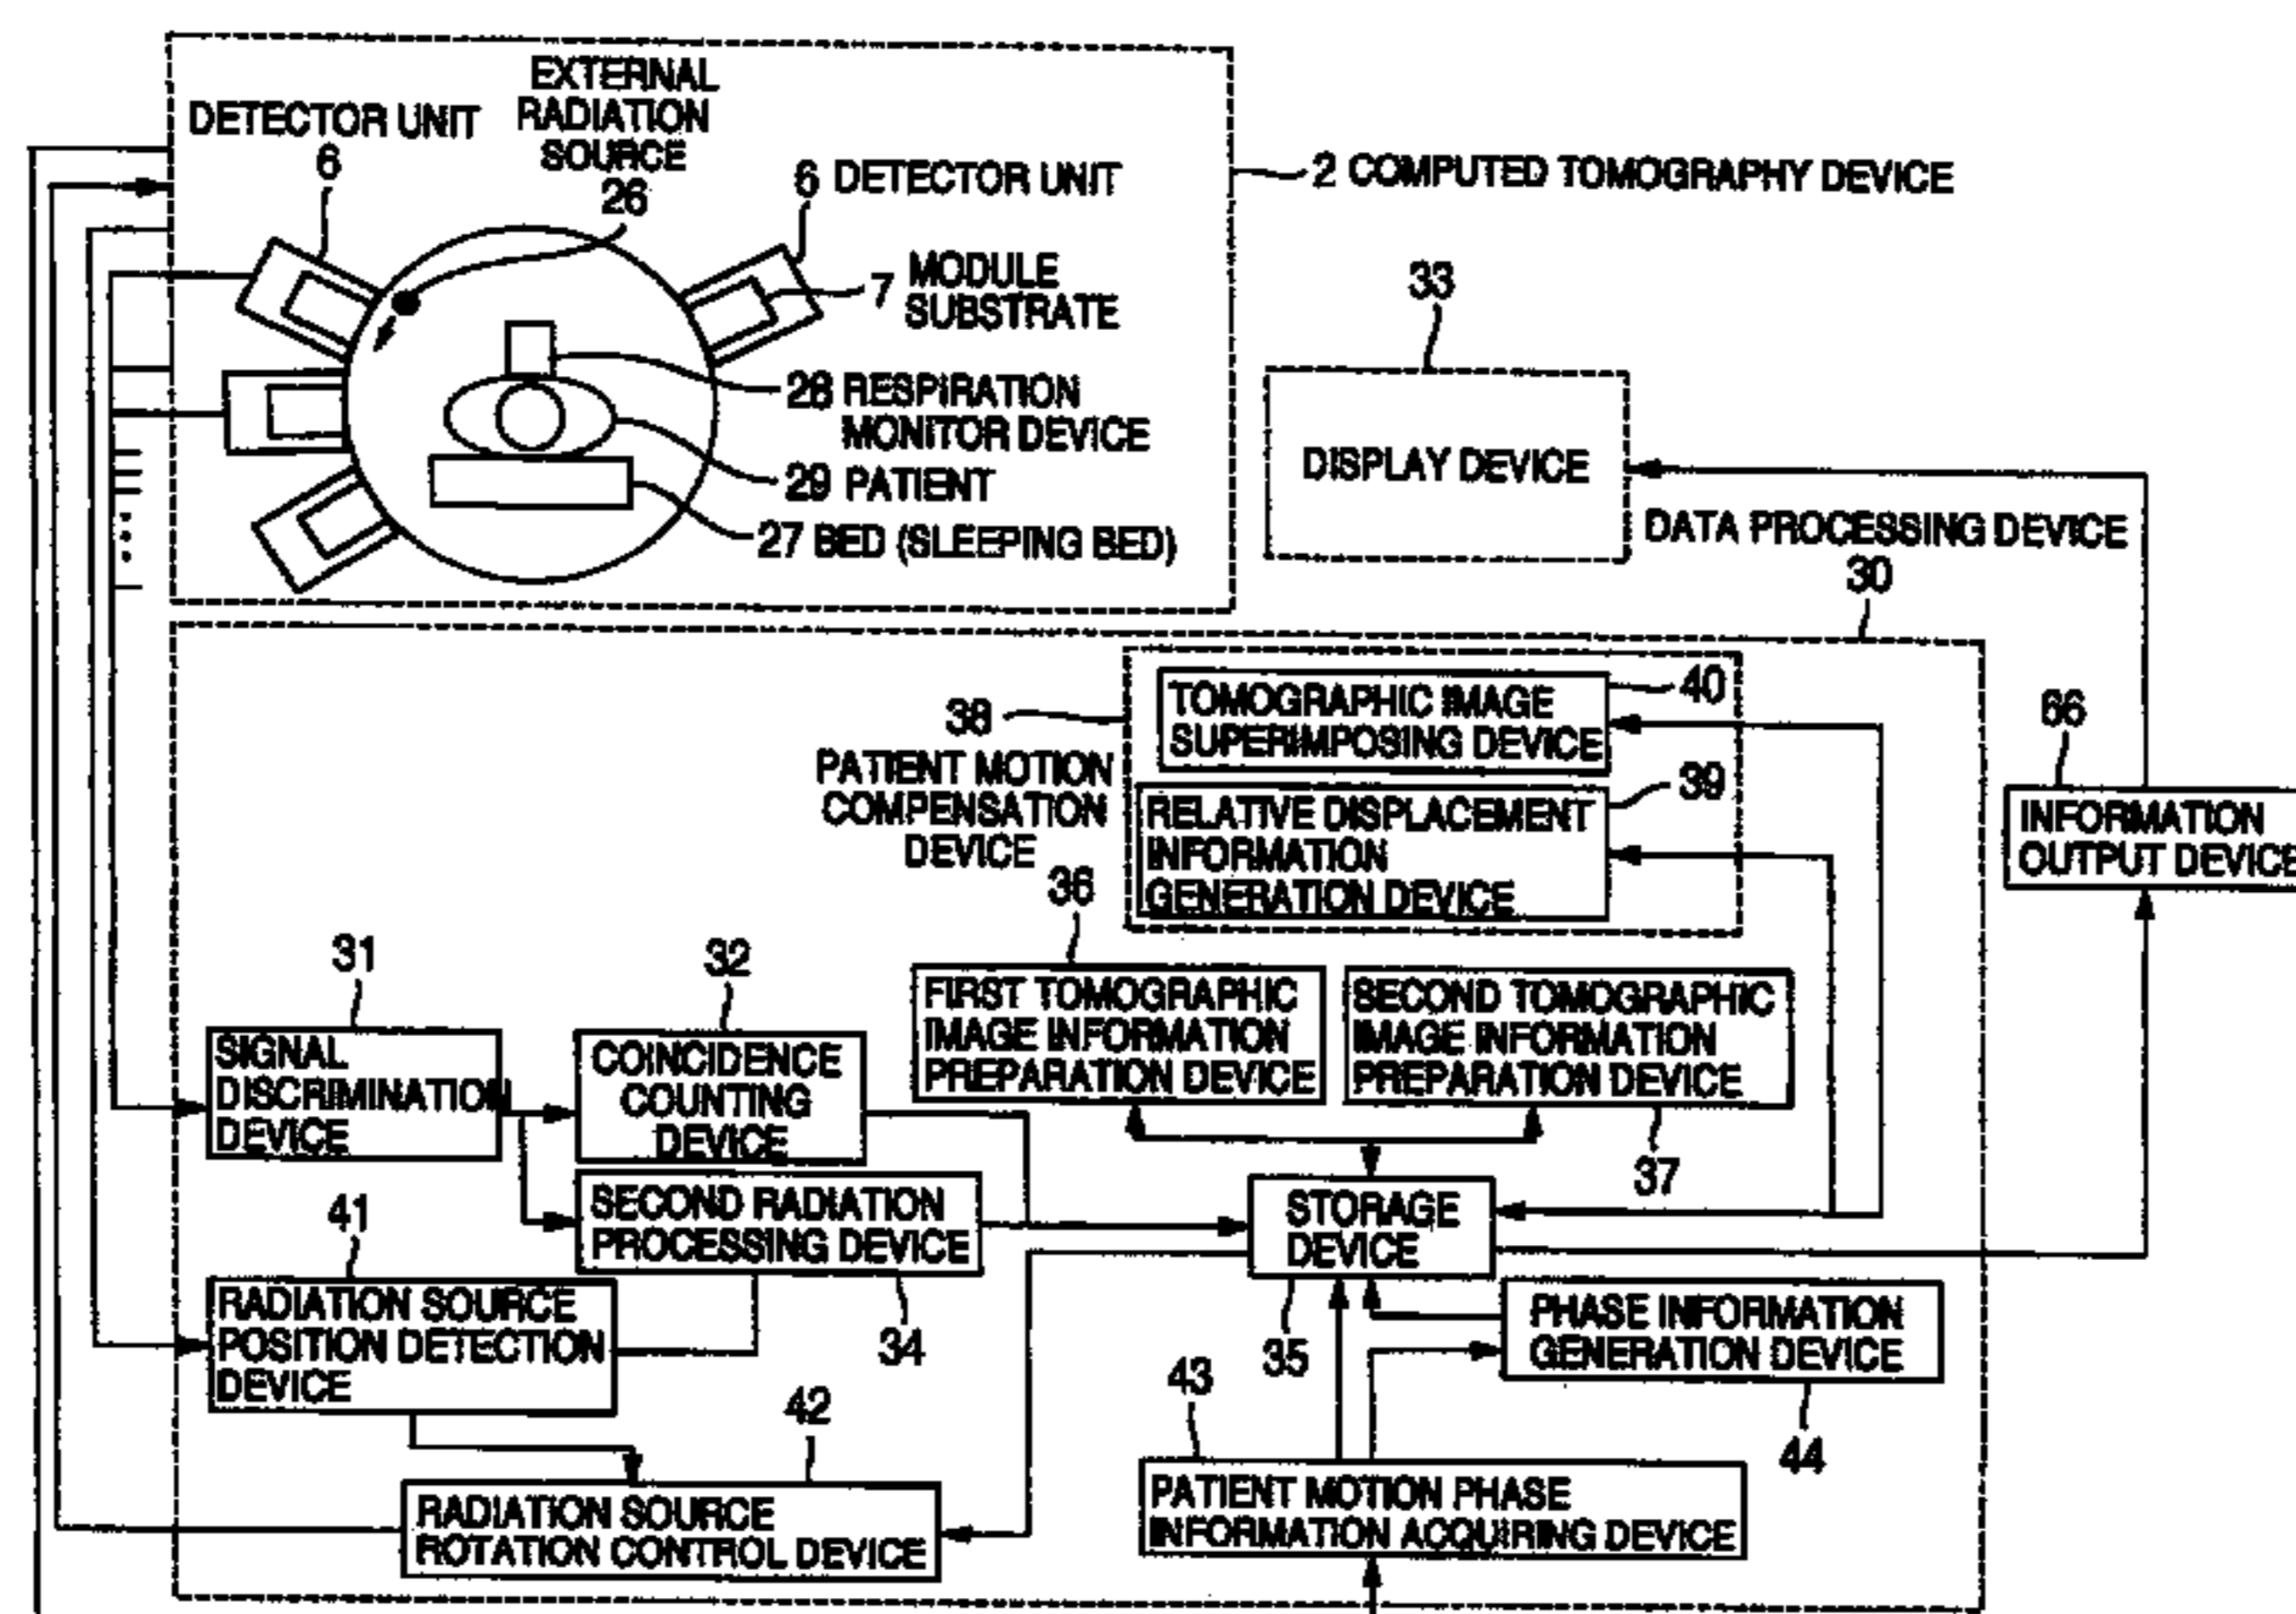 EXTERNAL
RADIATION
SOURCE
26
DETECTOR UNIT
6
6 DETECTOR UNIT
2 COMPUTED TOMOGRAPHY DEVICE
7 MODULE
SUBSTRATE
28 RESPIRATION
MONITOR DEVICE
29 PATIENT
27 BED (SLEEPING BED)
33
DISPLAY DEVICE
DATA PROCESSING DEVICE
30
40
TOMOGRAPHIC IMAGE
SUPERIMPOSING DEVICE
38
PATIENT MOTION
COMPENSATION
DEVICE
39
RELATIVE DISPLACEMENT
INFORMATION
GENERATION DEVICE
66
INFORMATION
OUTPUT DEVICE
36
FIRST TOMOGRAPHIC
IMAGE INFORMATION
PREPARATION DEVICE
SECOND TOMOGRAPHIC
IMAGE INFORMATION
PREPARATION DEVICE
37
31
SIGNAL
DISCRIMINATION
DEVICE
32
COINCIDENCE
COUNTING
DEVICE
SECOND RADIATION
PROCESSING DEVICE
34
STORAGE
DEVICE
35
41
RADIATION SOURCE
POSITION DETECTION
DEVICE
PHASE INFORMATION
GENERATION DEVICE
44
42
RADIATION SOURCE
ROTATION CONTROL DEVICE
43
PATIENT MOTION PHASE
INFORMATION ACQUIRING DEVICE